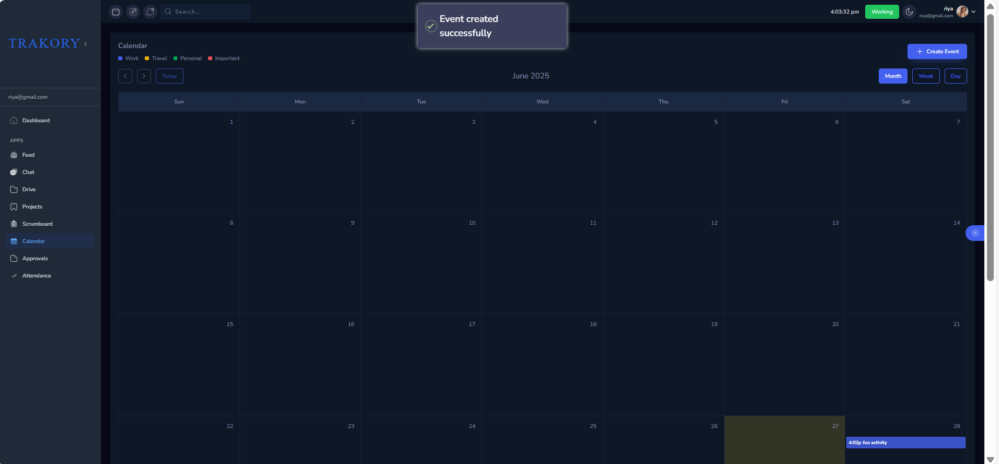 Search...
Event created
successfully
4:03:32 pm
Working
riya
riya@gmail.com
TRAKORY
riya@gmail.com
Dashboard
APPS
Feed
Chat
Drive
Projects
Scrumboard
Calendar
Approvals
Attendance
Calendar
Work Travel Personal Important
Create Event
Today
June 2025
Month Week Day
Sun Mon Tue Wed Thu Fri Sat
1 2 3 4 5 6 7
8 9 10 11 12 13 14
15 16 17 18 19 20 21
22 23 24 25 26 27 28
4:02p fun activity